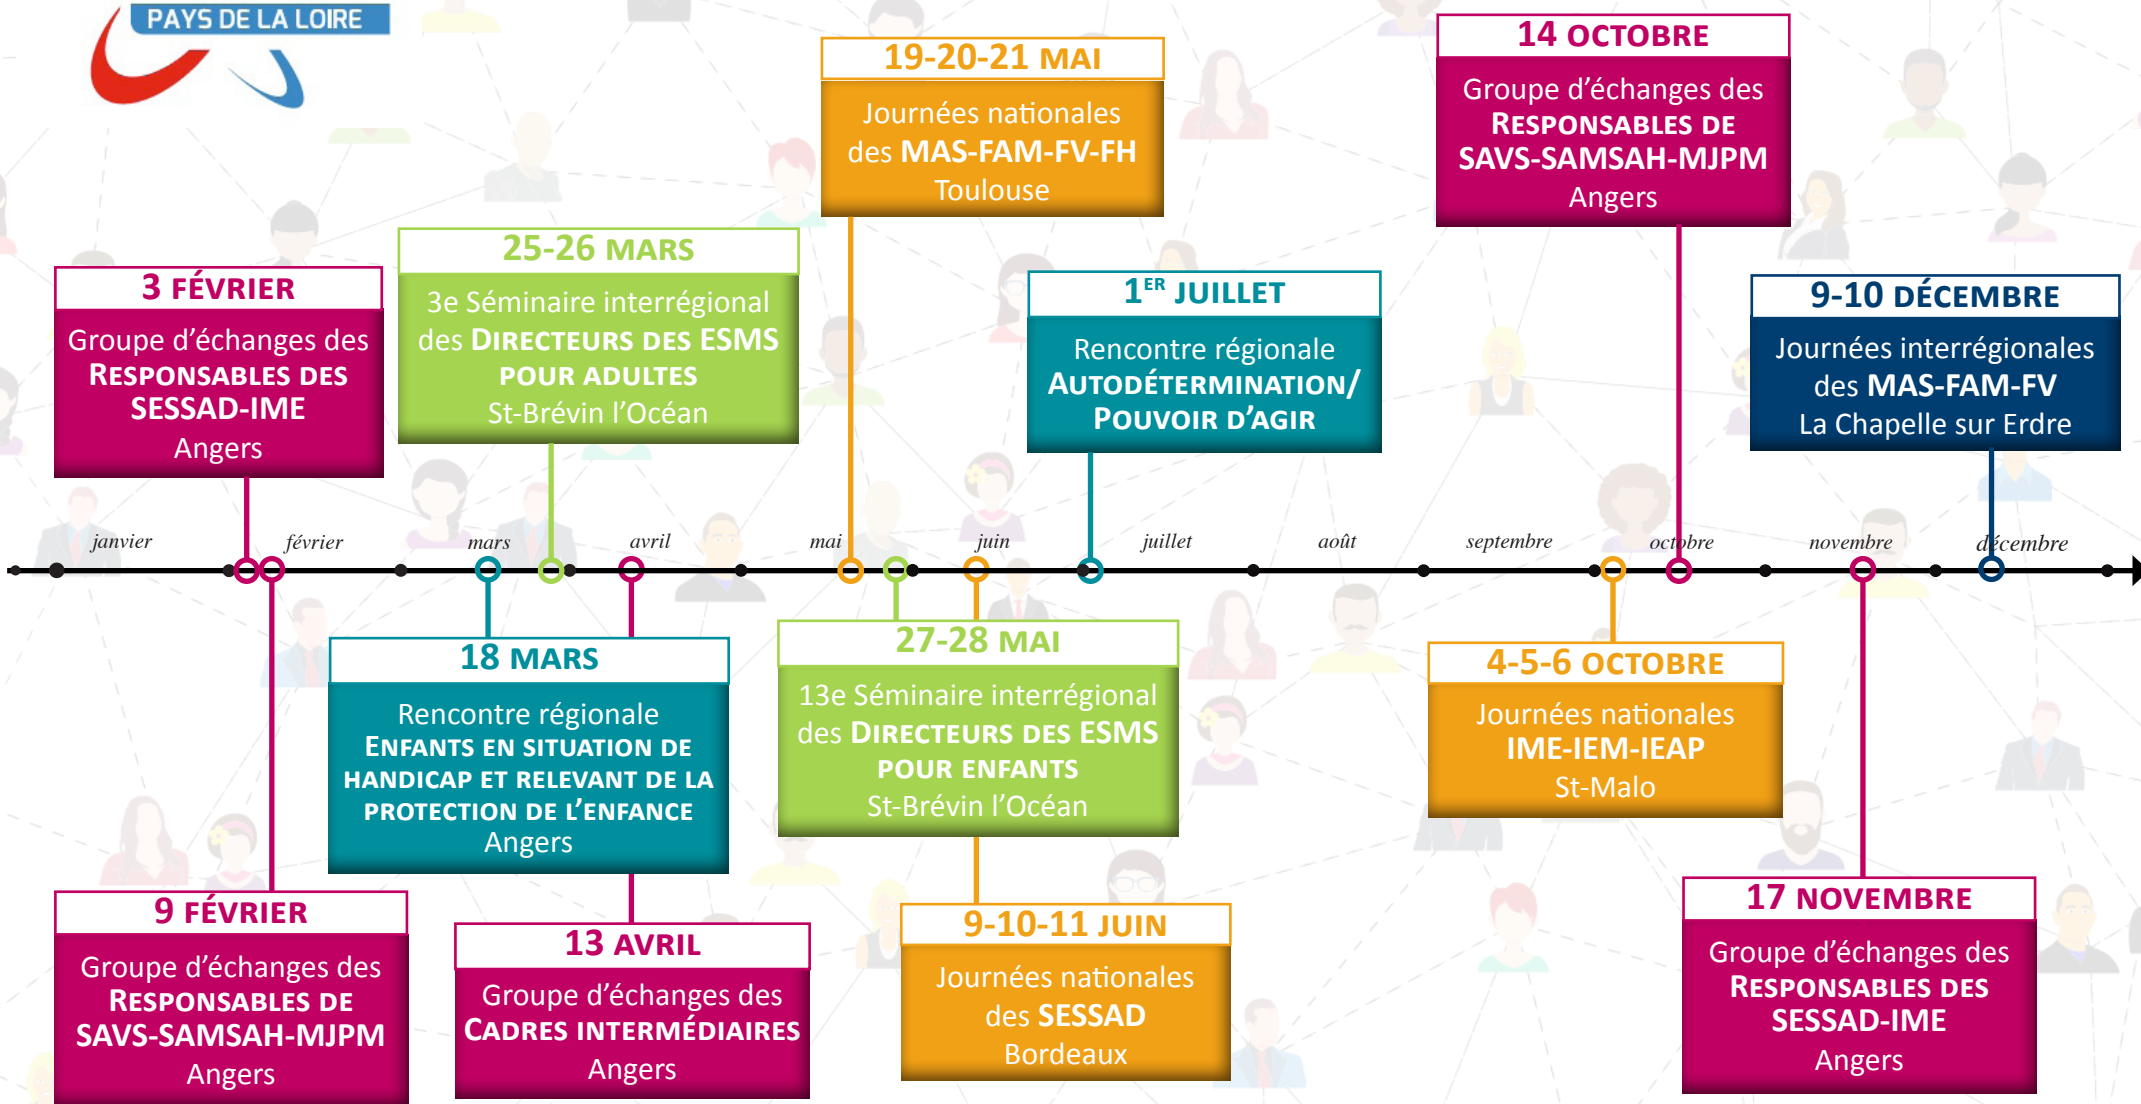 PAYS DE LA LOIRE
19-20-21 MAI
Journées nationales
des MAS-FAM-FV-FH
Toulouse
14 OCTOBRE
Groupe d'échanges des
RESPONSABLES DE
SAVS-SAMSAH-MJPM
Angers
25-26 MARS
3e Séminaire interrégional
des DIRECTEURS DES ESMS
POUR ADULTES
St-Brévin l'Océan
3 FÉVRIER
Groupe d'échanges des
RESPONSABLES DES
SESSAD-IME
Angers
1ER JUILLET
Rencontre régionale
AUTODÉTERMINATION/
POUVOIR D'AGIR
9-10 DÉCEMBRE
Journées interrégionales
des MAS-FAM-FV
La Chapelle sur Erdre
janvier février mars avril mai juin juillet août septembre octobre novembre décembre
18 MARS
Rencontre régionale
ENFANTS EN SITUATION DE
HANDICAP ET RELEVANT DE LA
PROTECTION DE L'ENFANCE
Angers
27-28 MAI
13e Séminaire interrégional
des DIRECTEURS DES ESMS
POUR ENFANTS
St-Brévin l'Océan
4-5-6 OCTOBRE
Journées nationales
IME-IEM-IEAP
St-Malo
9 FÉVRIER
Groupe d'échanges des
RESPONSABLES DE
SAVS-SAMSAH-MJPM
Angers
13 AVRIL
Groupe d'échanges des
CADRES INTERMÉDIAIRES
Angers
9-10-11 JUIN
Journées nationales
des SESSAD
Bordeaux
17 NOVEMBRE
Groupe d'échanges des
RESPONSABLES DES
SESSAD-IME
Angers